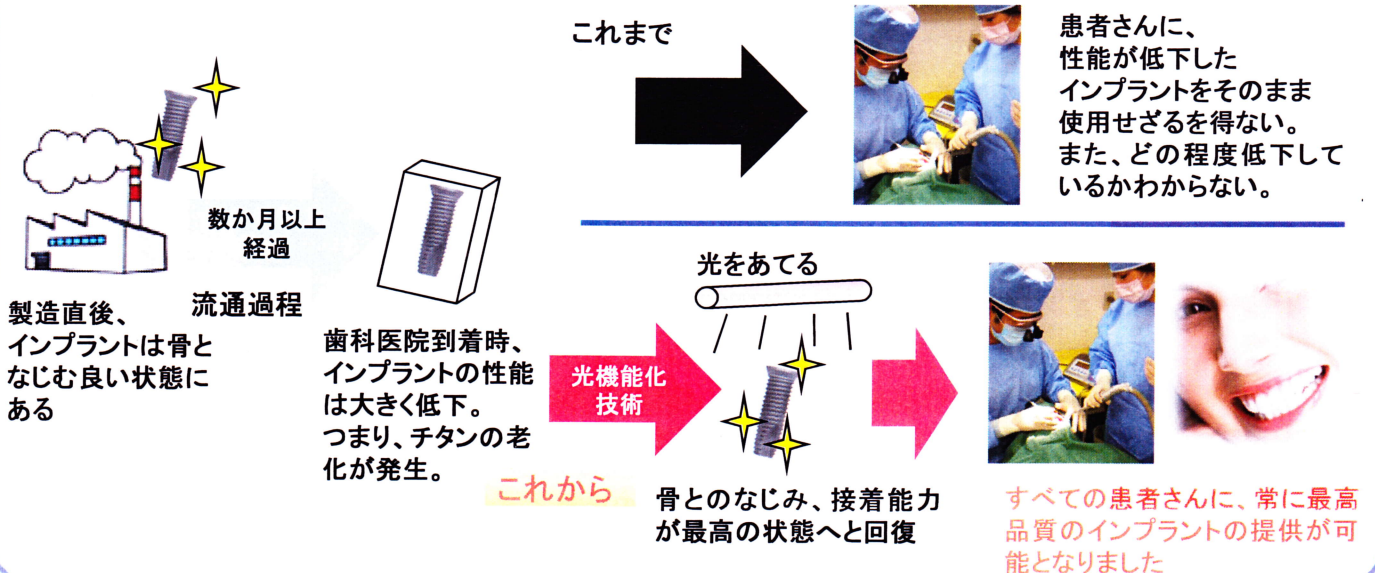 これまで
患者さんに、
性能が低下した
インプラントをそのまま
使用せざるを得ない。
また、どの程度低下して
いるかわからない。
数か月以上
経過
流通過程
製造直後、
インプラントは骨と
なじむ良い状態に
ある
歯科医院到着時、
インプラントの性能
は大きく低下。
つまり、チタンの老
化が発生。
これから
光機能化
技術
光をあてる
骨とのなじみ、接着能力
が最高の状態へと回復
すべての患者さんに、常に最高
品質のインプラントの提供が可
能となりました